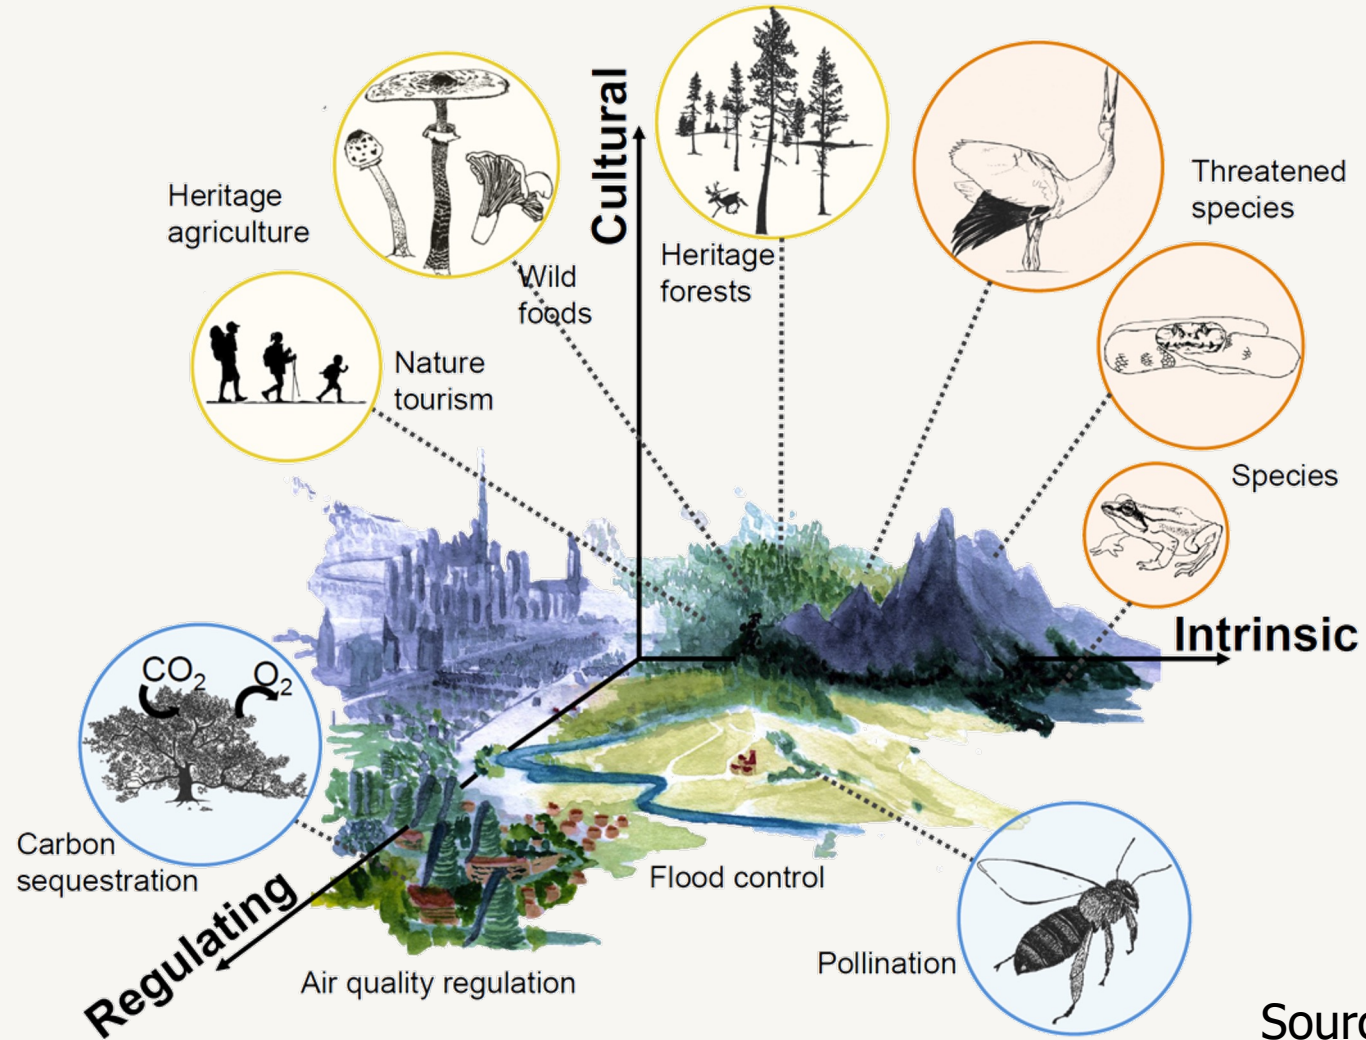 Cultural
Heritage
agriculture
Wild
foods
Heritage
forests
Threatened
species
Nature
tourism
Species
Intrinsic
CO2
O2
Carbon
sequestration
Regulating
Flood control
Pollination
Air quality regulation